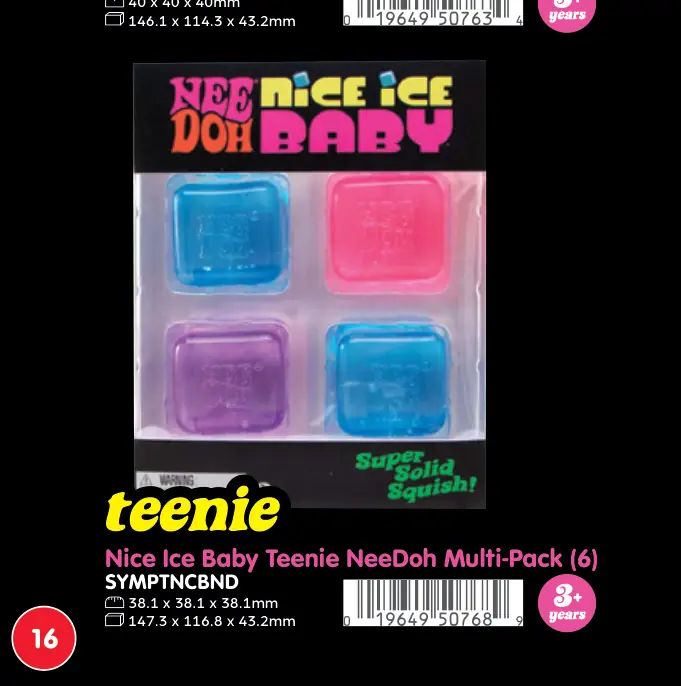 40 x 40 x 40mm
146.1 x 114.3 x 43.2mm
0 19649 50763 4
3+
years
NEE DOH
NICE ICE
BABY
Super
Solid
Squish!
WARNING
teenie
Nice Ice Baby Teenie NeeDoh Multi-Pack (6)
SYMPTNCBND
38.1 x 38.1 x 38.1mm
147.3 x 116.8 x 43.2mm
0 19649 50768 9
3+
years
16